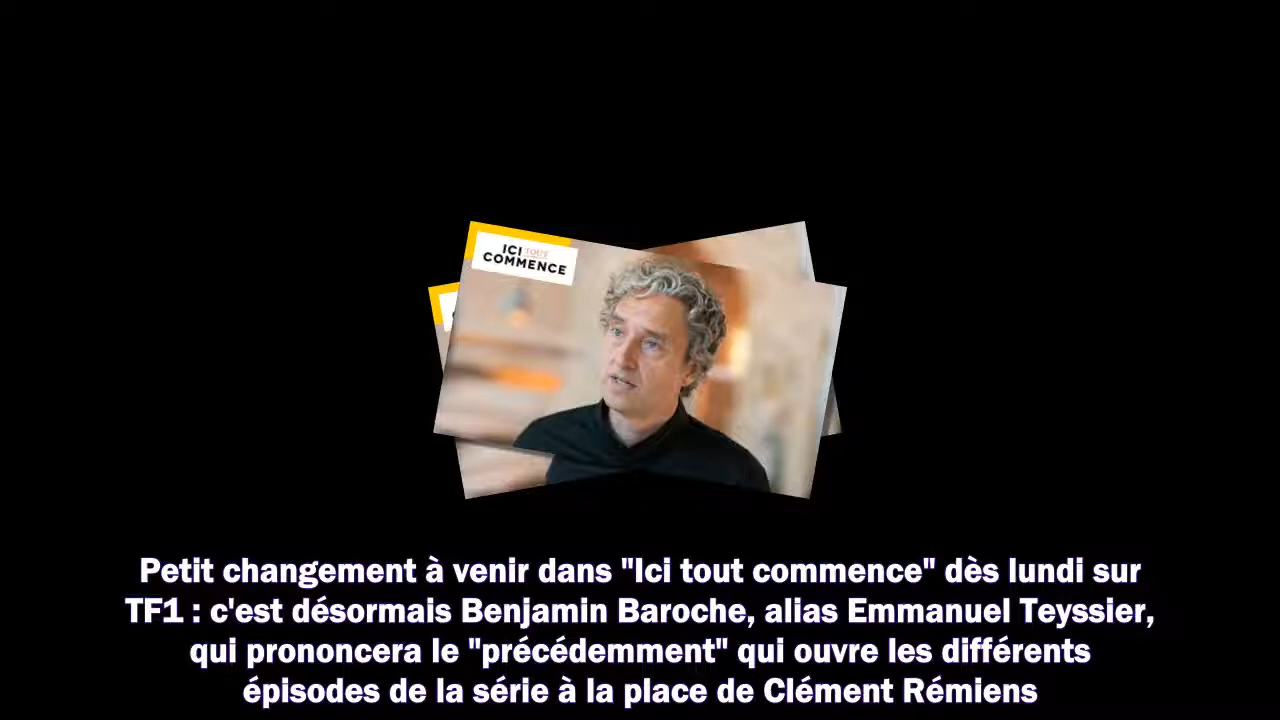 ICI TOUT
COMMENCE
Petit changement à venir dans "Ici tout commence" dès lundi sur
TF1 : c'est désormais Benjamin Baroche, alias Emmanuel Teyssier,
qui prononcera le "précédemment" qui ouvre les différents
épisodes de la série à la place de Clément Rémiens